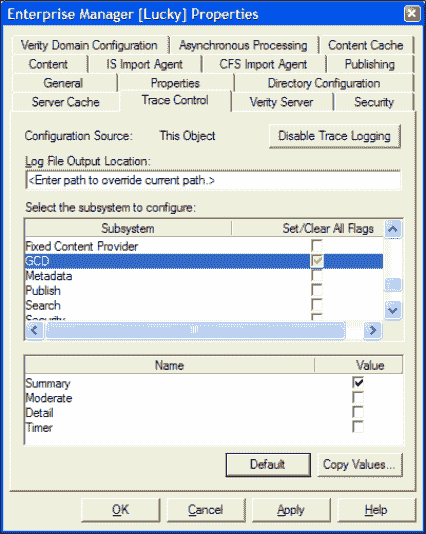 Enterprise Manager [Lucky] Properties
Verity Domain Configuration Asynchronous Processing Content Cache
Content IS Import Agent CFS Import Agent Publishing
General Properties Directory Configuration
Server Cache Trace Control Verity Server Security
Configuration Source: This Object Disable Trace Logging
Log File Output Location:
<Enter path to override current path.>
Select the subsystem to configure:
Subsystem Set/Clear All Flags
Fixed Content Provider
GCD
Metadata
Publish
Search
Security
Name Value
Summary
Moderate
Detail
Timer
Default Copy Values...
OK Cancel Apply Help